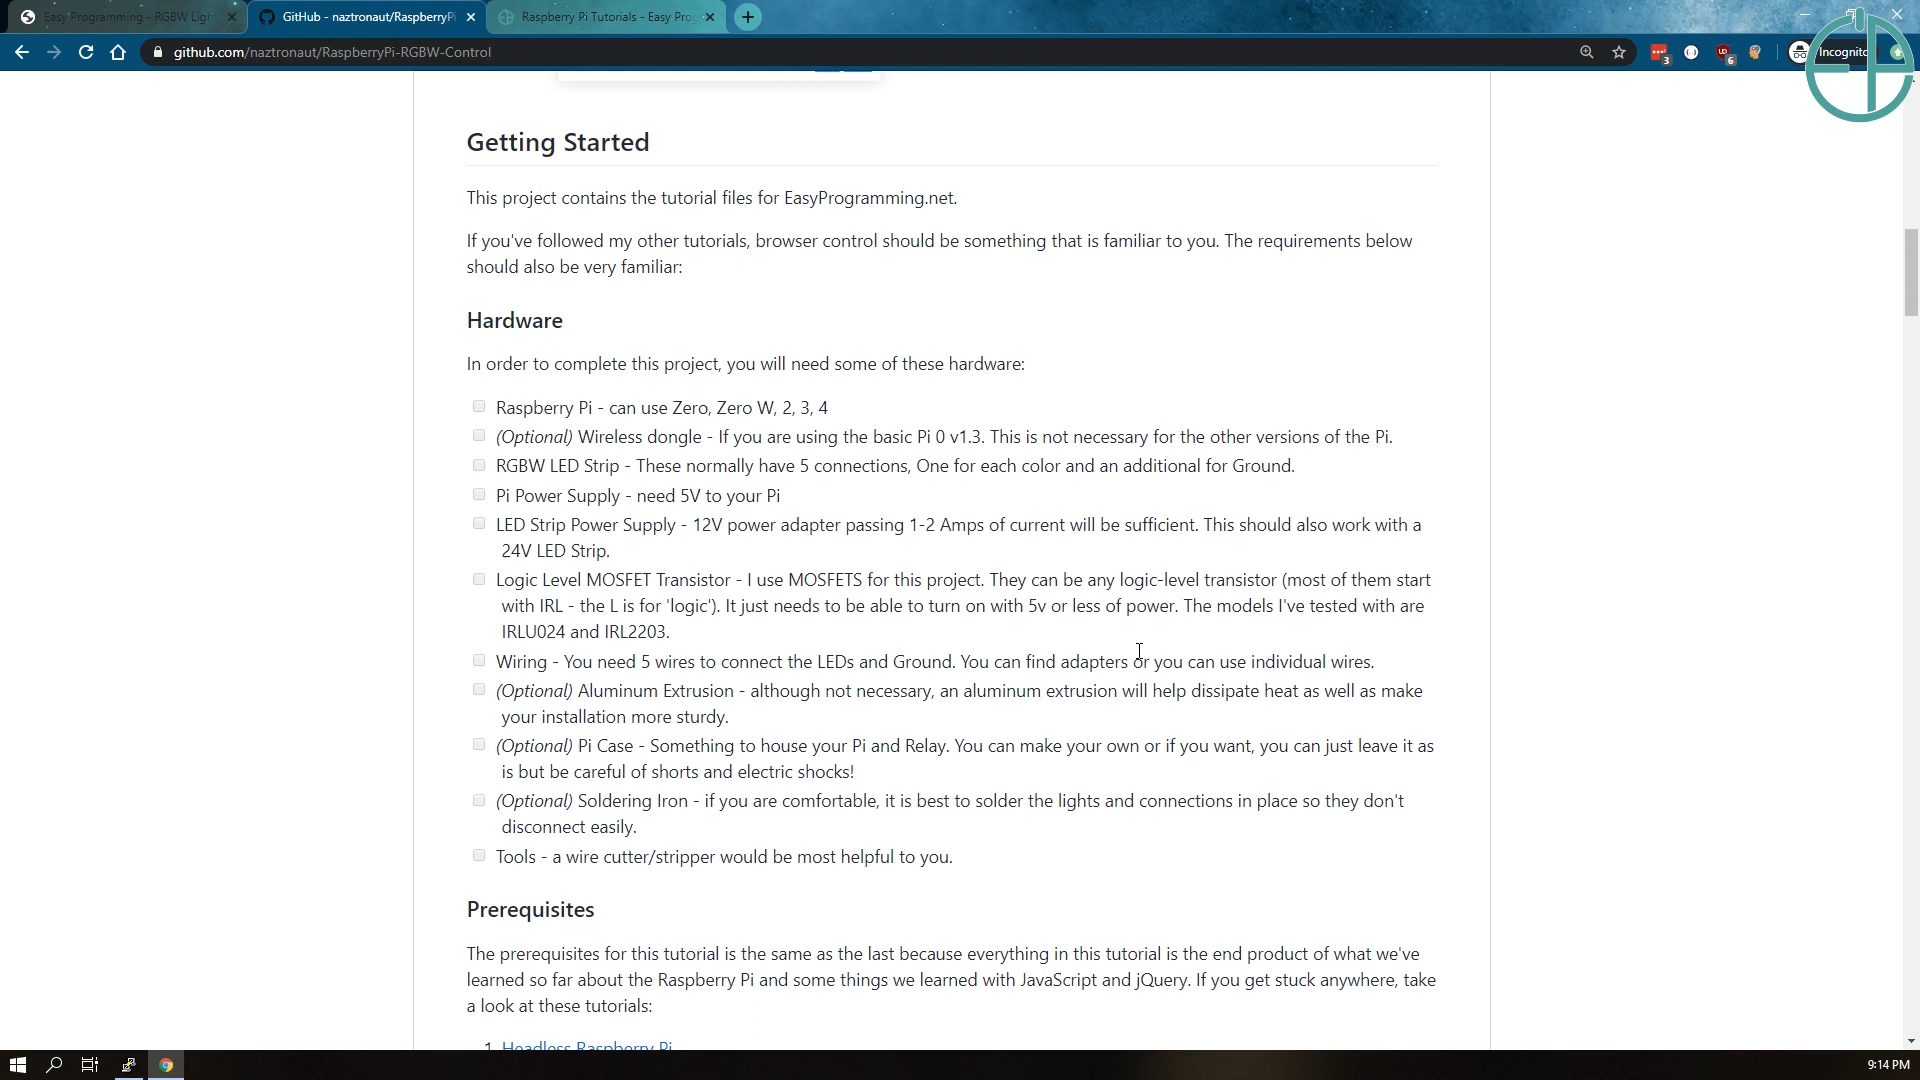 Easy Programming - RGBW Ligh
GitHub - naztronaut/RaspberryPi
Raspberry Pi Tutorials - Easy Pro
github.com/naztronaut/RaspberryPi-RGBW-Control
3
6
Incognito
Getting Started
This project contains the tutorial files for EasyProgramming.net.
If you've followed my other tutorials, browser control should be something that is familiar to you. The requirements below
should also be very familiar:
Hardware
In order to complete this project, you will need some of these hardware:
Raspberry Pi - can use Zero, Zero W, 2, 3, 4
(Optional) Wireless dongle - If you are using the basic Pi 0 v1.3. This is not necessary for the other versions of the Pi.
RGBW LED Strip - These normally have 5 connections, One for each color and an additional for Ground.
Pi Power Supply - need 5V to your Pi
LED Strip Power Supply - 12V power adapter passing 1-2 Amps of current will be sufficient. This should also work with a
24V LED Strip.
Logic Level MOSFET Transistor - I use MOSFETS for this project. They can be any logic-level transistor (most of them start
with IRL - the L is for 'logic'). It just needs to be able to turn on with 5v or less of power. The models I've tested with are
IRLU024 and IRL2203.
Wiring - You need 5 wires to connect the LEDs and Ground. You can find adapters or you can use individual wires.
(Optional) Aluminum Extrusion - although not necessary, an aluminum extrusion will help dissipate heat as well as make
your installation more sturdy.
(Optional) Pi Case - Something to house your Pi and Relay. You can make your own or if you want, you can just leave it as
is but be careful of shorts and electric shocks!
(Optional) Soldering Iron - if you are comfortable, it is best to solder the lights and connections in place so they don't
disconnect easily.
Tools - a wire cutter/stripper would be most helpful to you.
Prerequisites
The prerequisites for this tutorial is the same as the last because everything in this tutorial is the end product of what we've
learned so far about the Raspberry Pi and some things we learned with JavaScript and jQuery. If you get stuck anywhere, take
a look at these tutorials:
1. Headless Raspberry Pi
9:14 PM